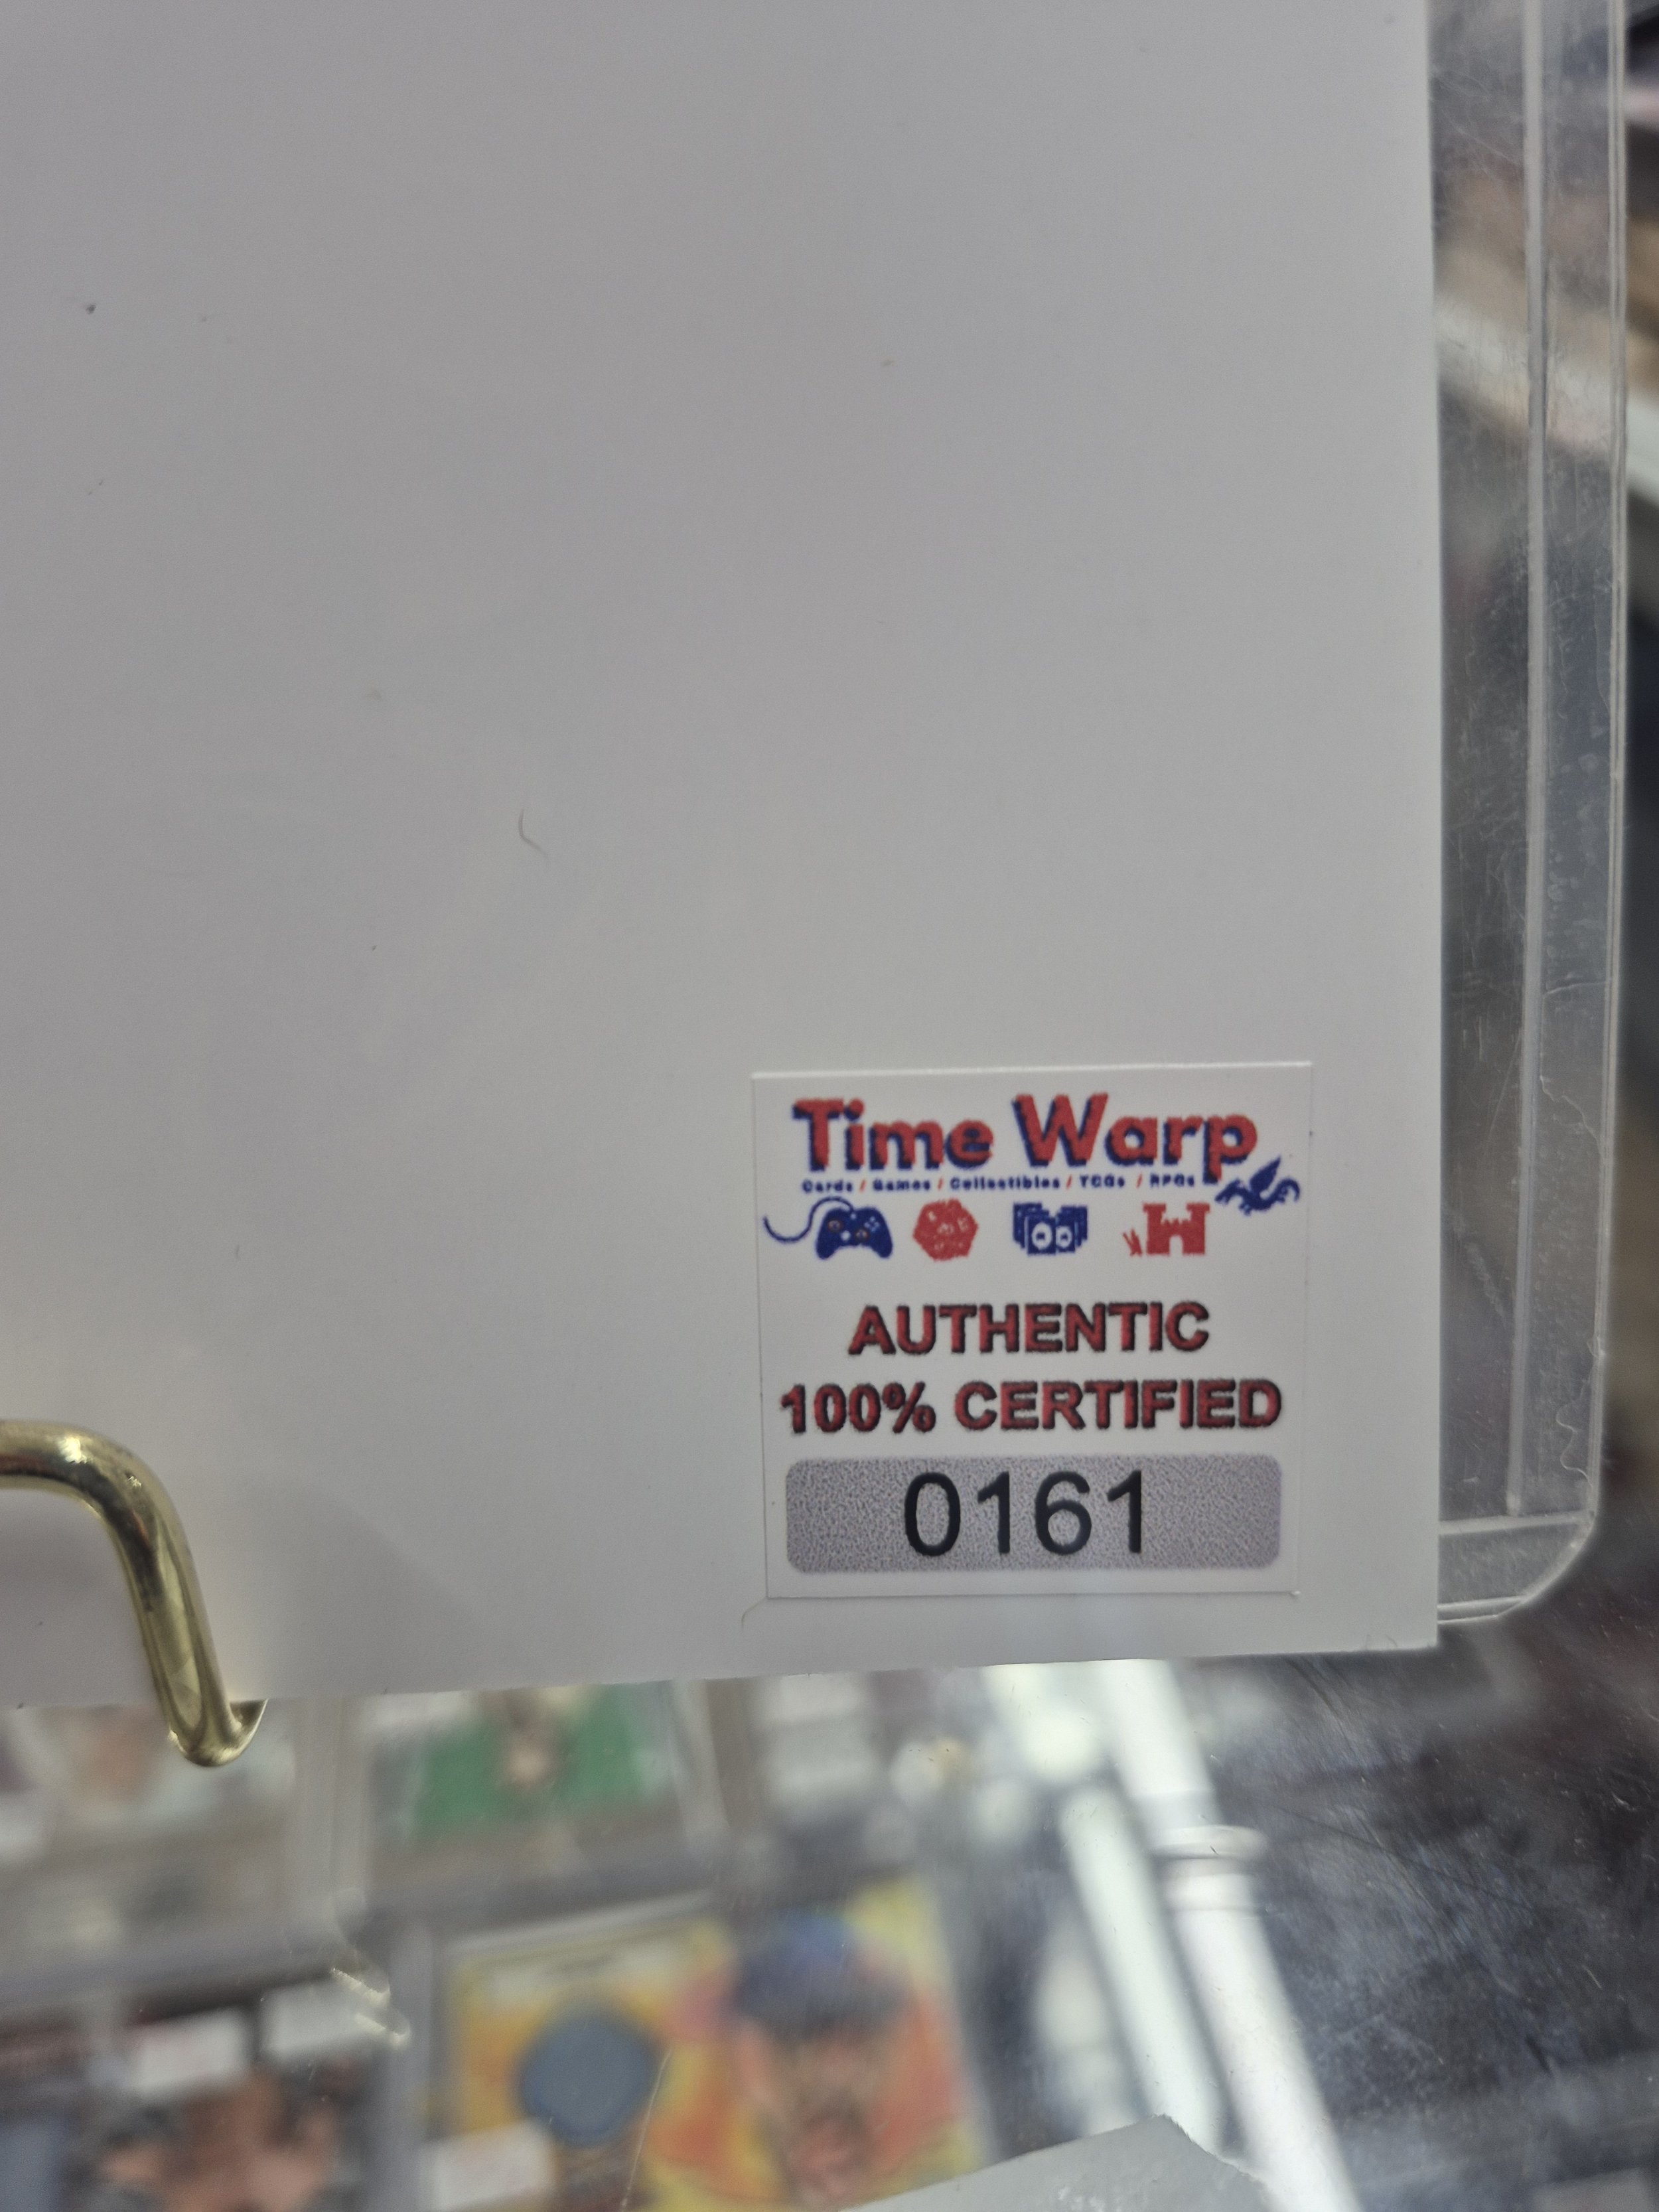 Time Warp
Cards / Games / Collectibles / TCGs / RPGs
AUTHENTIC
100% CERTIFIED
0161